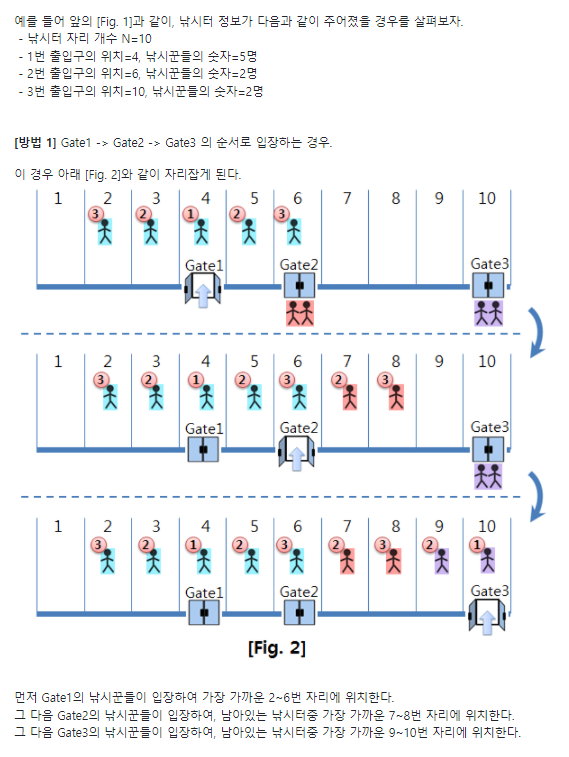 예를 들어 앞의 [Fig. 1]과 같이, 낚시터 정보가 다음과 같이 주어졌을 경우를 살펴보자.
- 낚시터 자리 개수 N=10
- 1번 출입구의 위치=4, 낚시꾼들의 숫자=5명
- 2번 출입구의 위치=6, 낚시꾼들의 숫자=2명
- 3번 출입구의 위치=10, 낚시꾼들의 숫자=2명
[방법 1] Gate1 -> Gate2 -> Gate3 의 순서로 입장하는 경우.
이 경우 아래 [Fig. 2]와 같이 자리잡게 된다.
1 2 3 4 5 6 7 8 9 10
3 2 1 2 3
Gate1 Gate2 Gate3
1 2 3 4 5 6 7 8 9 10
3 2 1 2 3 2 3
Gate1 Gate2 Gate3
1 2 3 4 5 6 7 8 9 10
3 2 1 2 3 2 3 2 1
Gate1 Gate2 Gate3
[Fig. 2]
먼저 Gate1의 낚시꾼들이 입장하여 가장 가까운 2~6번 자리에 위치한다.
그 다음 Gate2의 낚시꾼들이 입장하여, 남아있는 낚시터중 가장 가까운 7~8번 자리에 위치한다.
그 다음 Gate3의 낚시꾼들이 입장하여, 남아있는 낚시터중 가장 가까운 9~10번 자리에 위치한다.